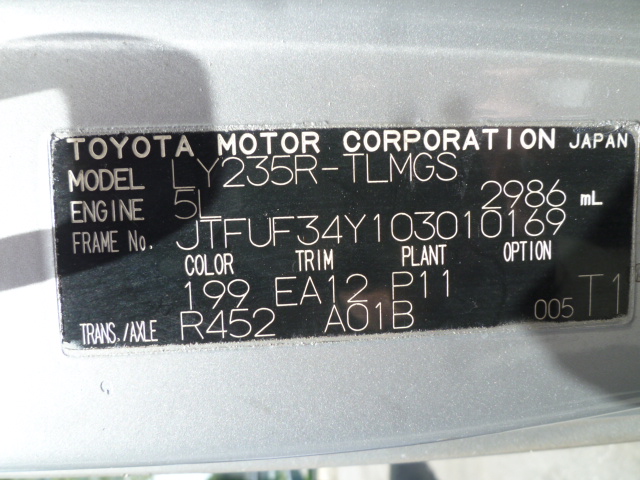 TOYOTA MOTOR CORPORATION JAPAN
MODEL LY235R-TLMGS
ENGINE 5L 2986 mL
FRAME No. JTFUF34Y103010169
COLOR TRIM PLANT OPTION
199 EA12 P11
TRANS./AXLE R452 A01B 005 T1